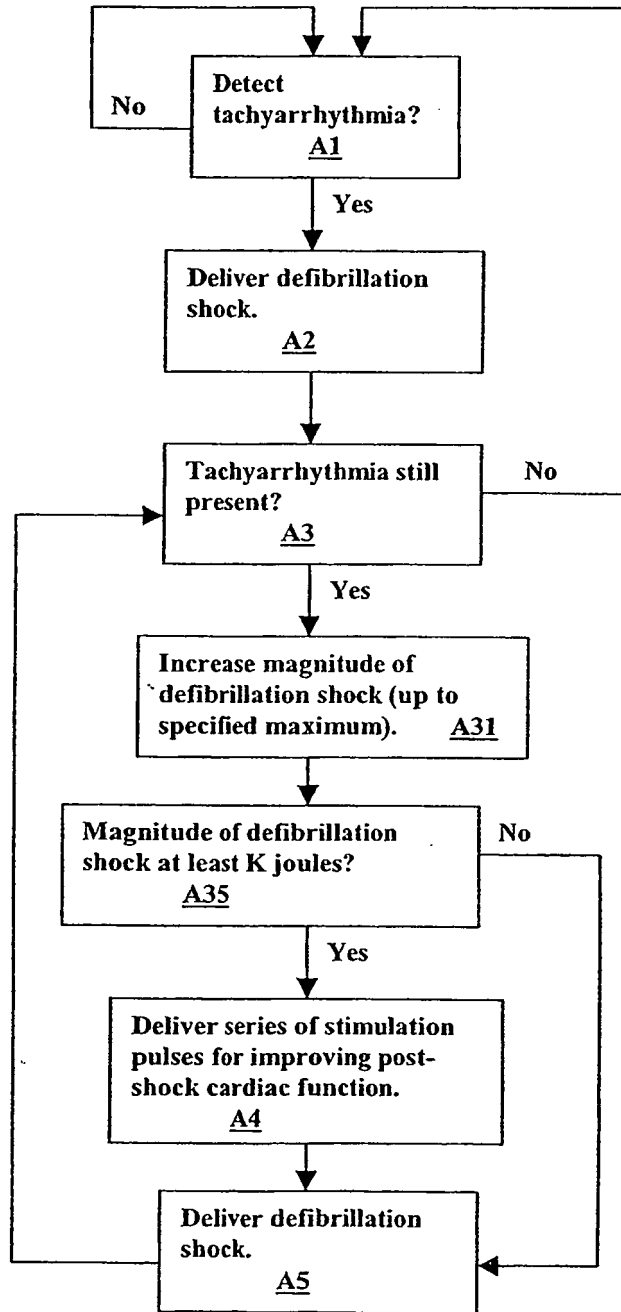 Detect
tachyarrhythmia?
A1
No
Yes
Deliver defibrillation
shock.
A2
Tachyarrhythmia still
present?
A3
No
Yes
Increase magnitude of
defibrillation shock (up to
specified maximum). A31
Magnitude of defibrillation
shock at least K joules?
A35
No
Yes
Deliver series of stimulation
pulses for improving post-
shock cardiac function.
A4
Deliver defibrillation
shock.
A5